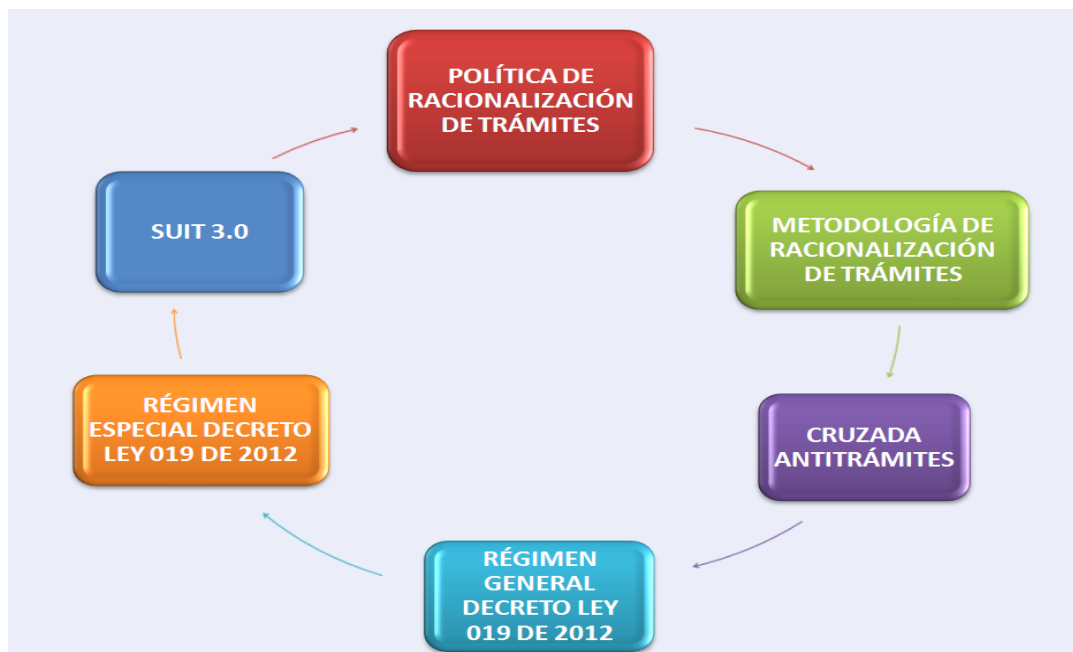 POLÍTICA DE
RACIONALIZACIÓN
DE TRÁMITES
METODOLOGÍA DE
RACIONALIZACIÓN
DE TRÁMITES
CRUZADA
ANTITRÁMITES
RÉGIMEN
GENERAL
DECRETO LEY
019 DE 2012
RÉGIMEN
ESPECIAL DECRETO
LEY 019 DE 2012
SUIT 3.0